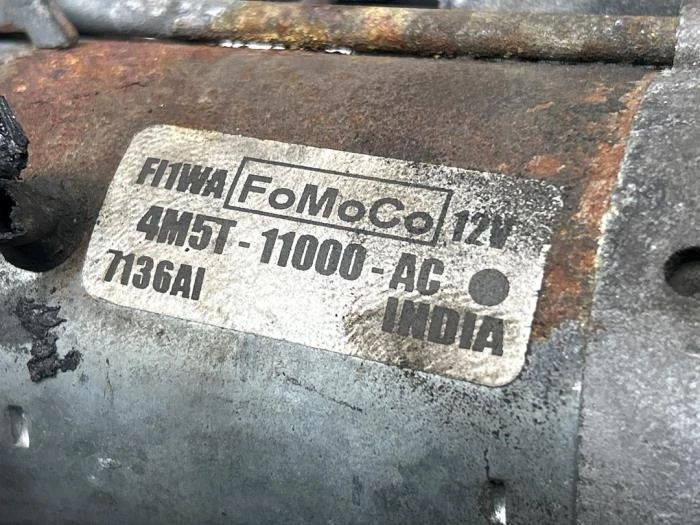 FI1WA FoMoCo 12V
4M5T - 11000 - AC
7136AI
INDIA